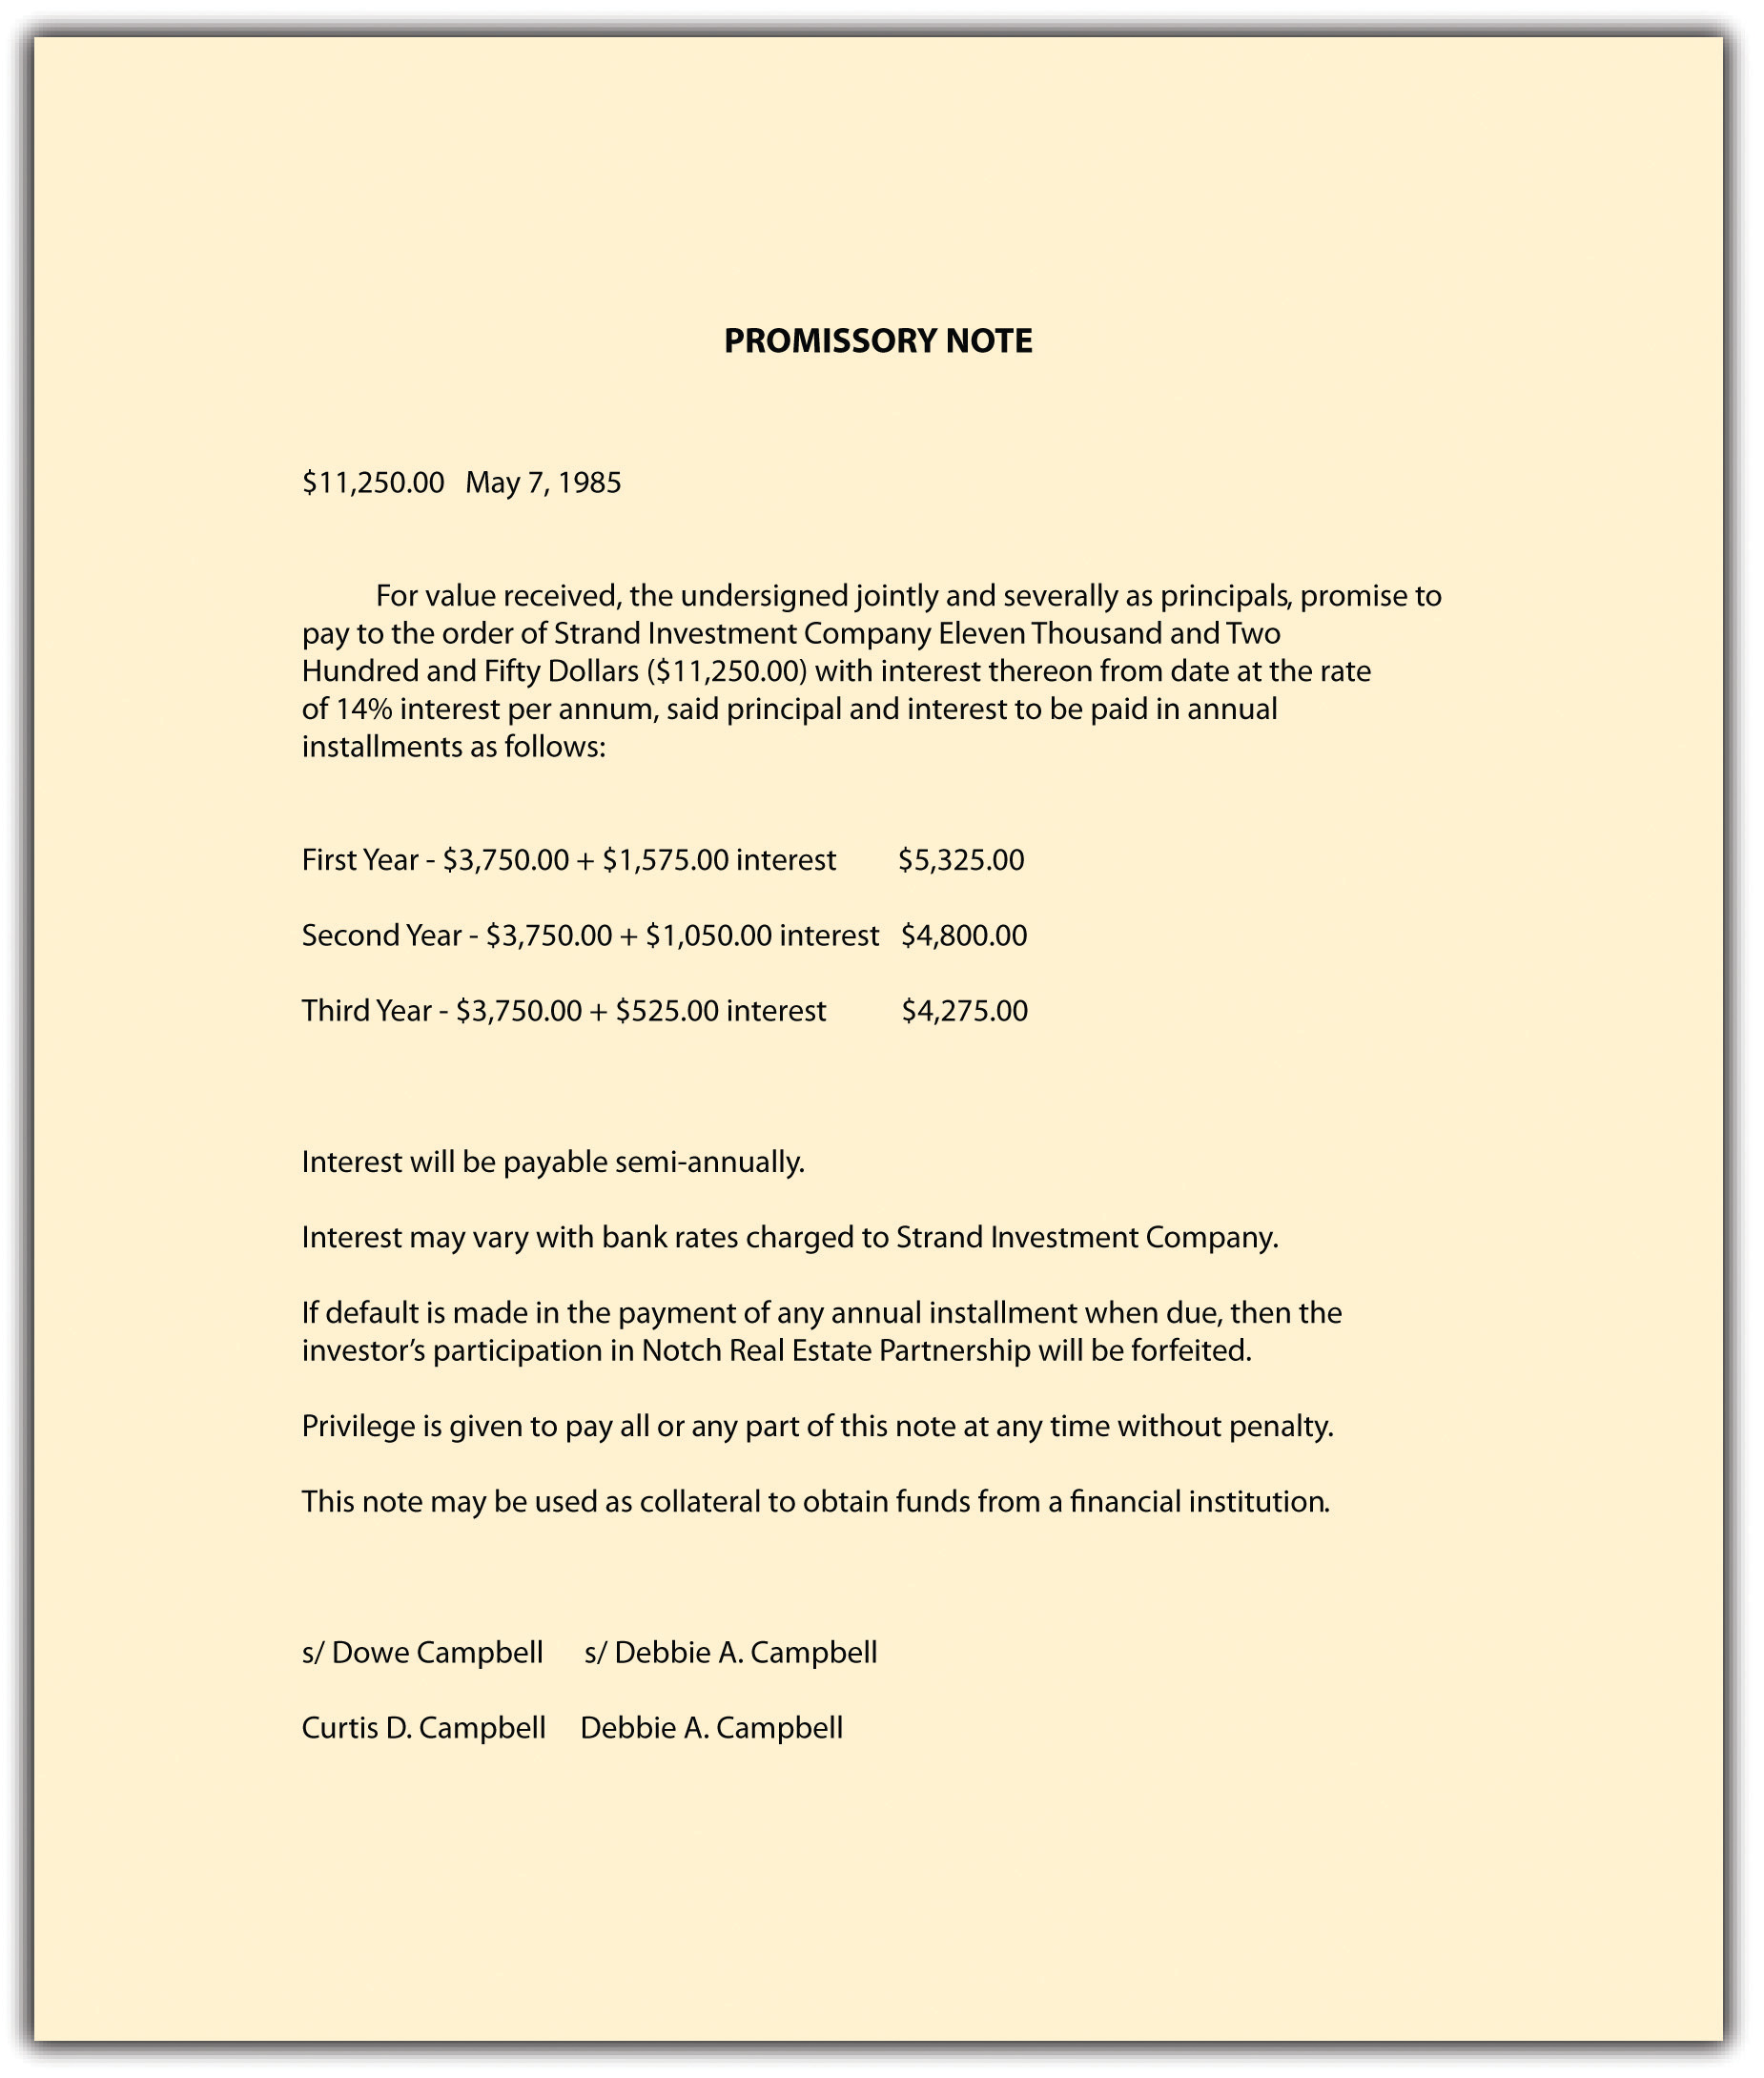 PROMISSORY NOTE
$11,250.00 May 7, 1985
For value received, the undersigned jointly and severally as principals, promise to
pay to the order of Strand Investment Company Eleven Thousand and Two
Hundred and Fifty Dollars ($11,250.00) with interest thereon from date at the rate
of 14% interest per annum, said principal and interest to be paid in annual
installments as follows:
First Year - $3,750.00 + $1,575.00 interest $5,325.00
Second Year - $3,750.00 + $1,050.00 interest $4,800.00
Third Year - $3,750.00 + $525.00 interest $4,275.00
Interest will be payable semi-annually.
Interest may vary with bank rates charged to Strand Investment Company.
If default is made in the payment of any annual installment when due, then the
investor’s participation in Notch Real Estate Partnership will be forfeited.
Privilege is given to pay all or any part of this note at any time without penalty.
This note may be used as collateral to obtain funds from a financial institution.
s/ Dowe Campbell s/ Debbie A. Campbell
Curtis D. Campbell Debbie A. Campbell